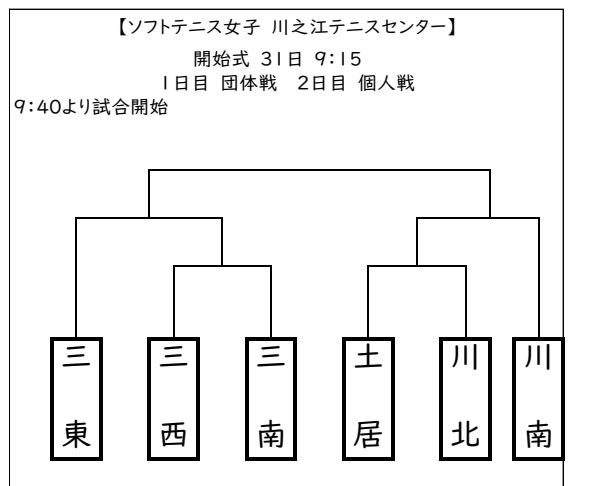 【ソフトテニス女子 川之江テニスセンター】
開始式 31日 9:15
1日目 団体戦　2日目 個人戦
9:40より試合開始
三東
三西
三南
土居
川北
川南